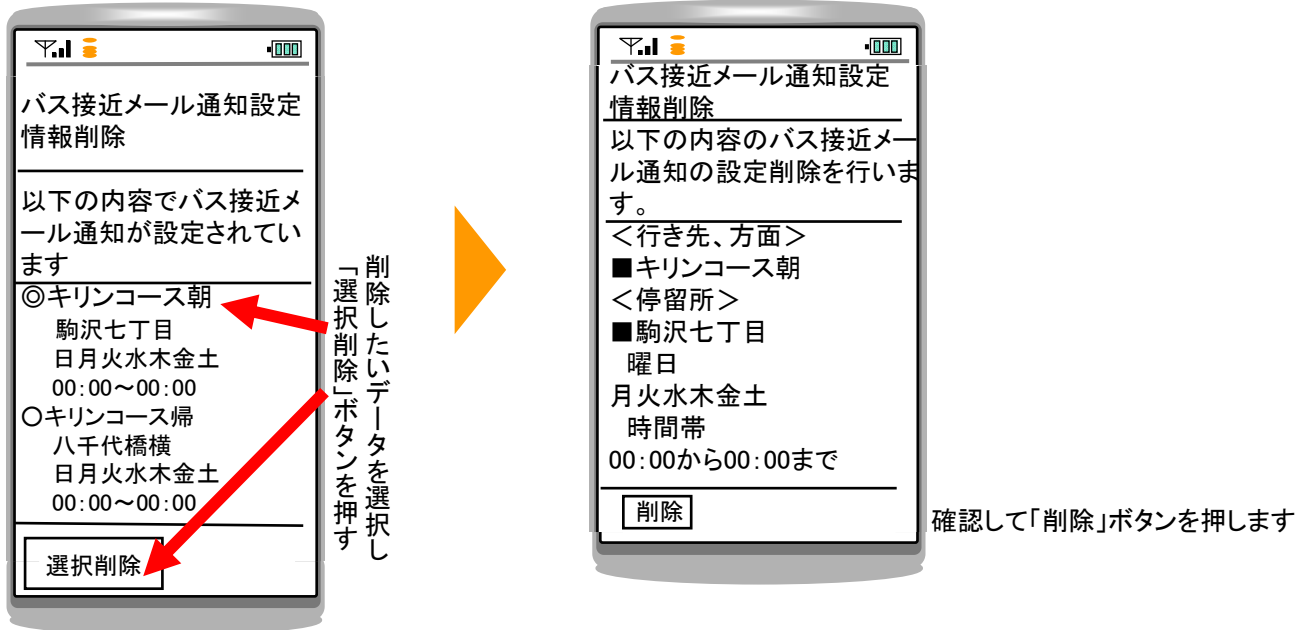 バス接近メール通知設定
情報削除
以下の内容でバス接近メ
ール通知が設定されてい
ます
◎キリンコース朝
駒沢七丁目
日月火水木金土
00:00～00:00
○キリンコース帰
八千代橋横
日月火水木金土
00:00～00:00
選択削除
削除したいデータを選択し
「選択削除」ボタンを押す
バス接近メール通知設定
情報削除
以下の内容のバス接近メー
ル通知の設定削除を行いま
す。
＜行き先、方面＞
■キリンコース朝
＜停留所＞
■駒沢七丁目
曜日
月火水木金土
時間帯
00:00から00:00まで
削除
確認して「削除」ボタンを押します